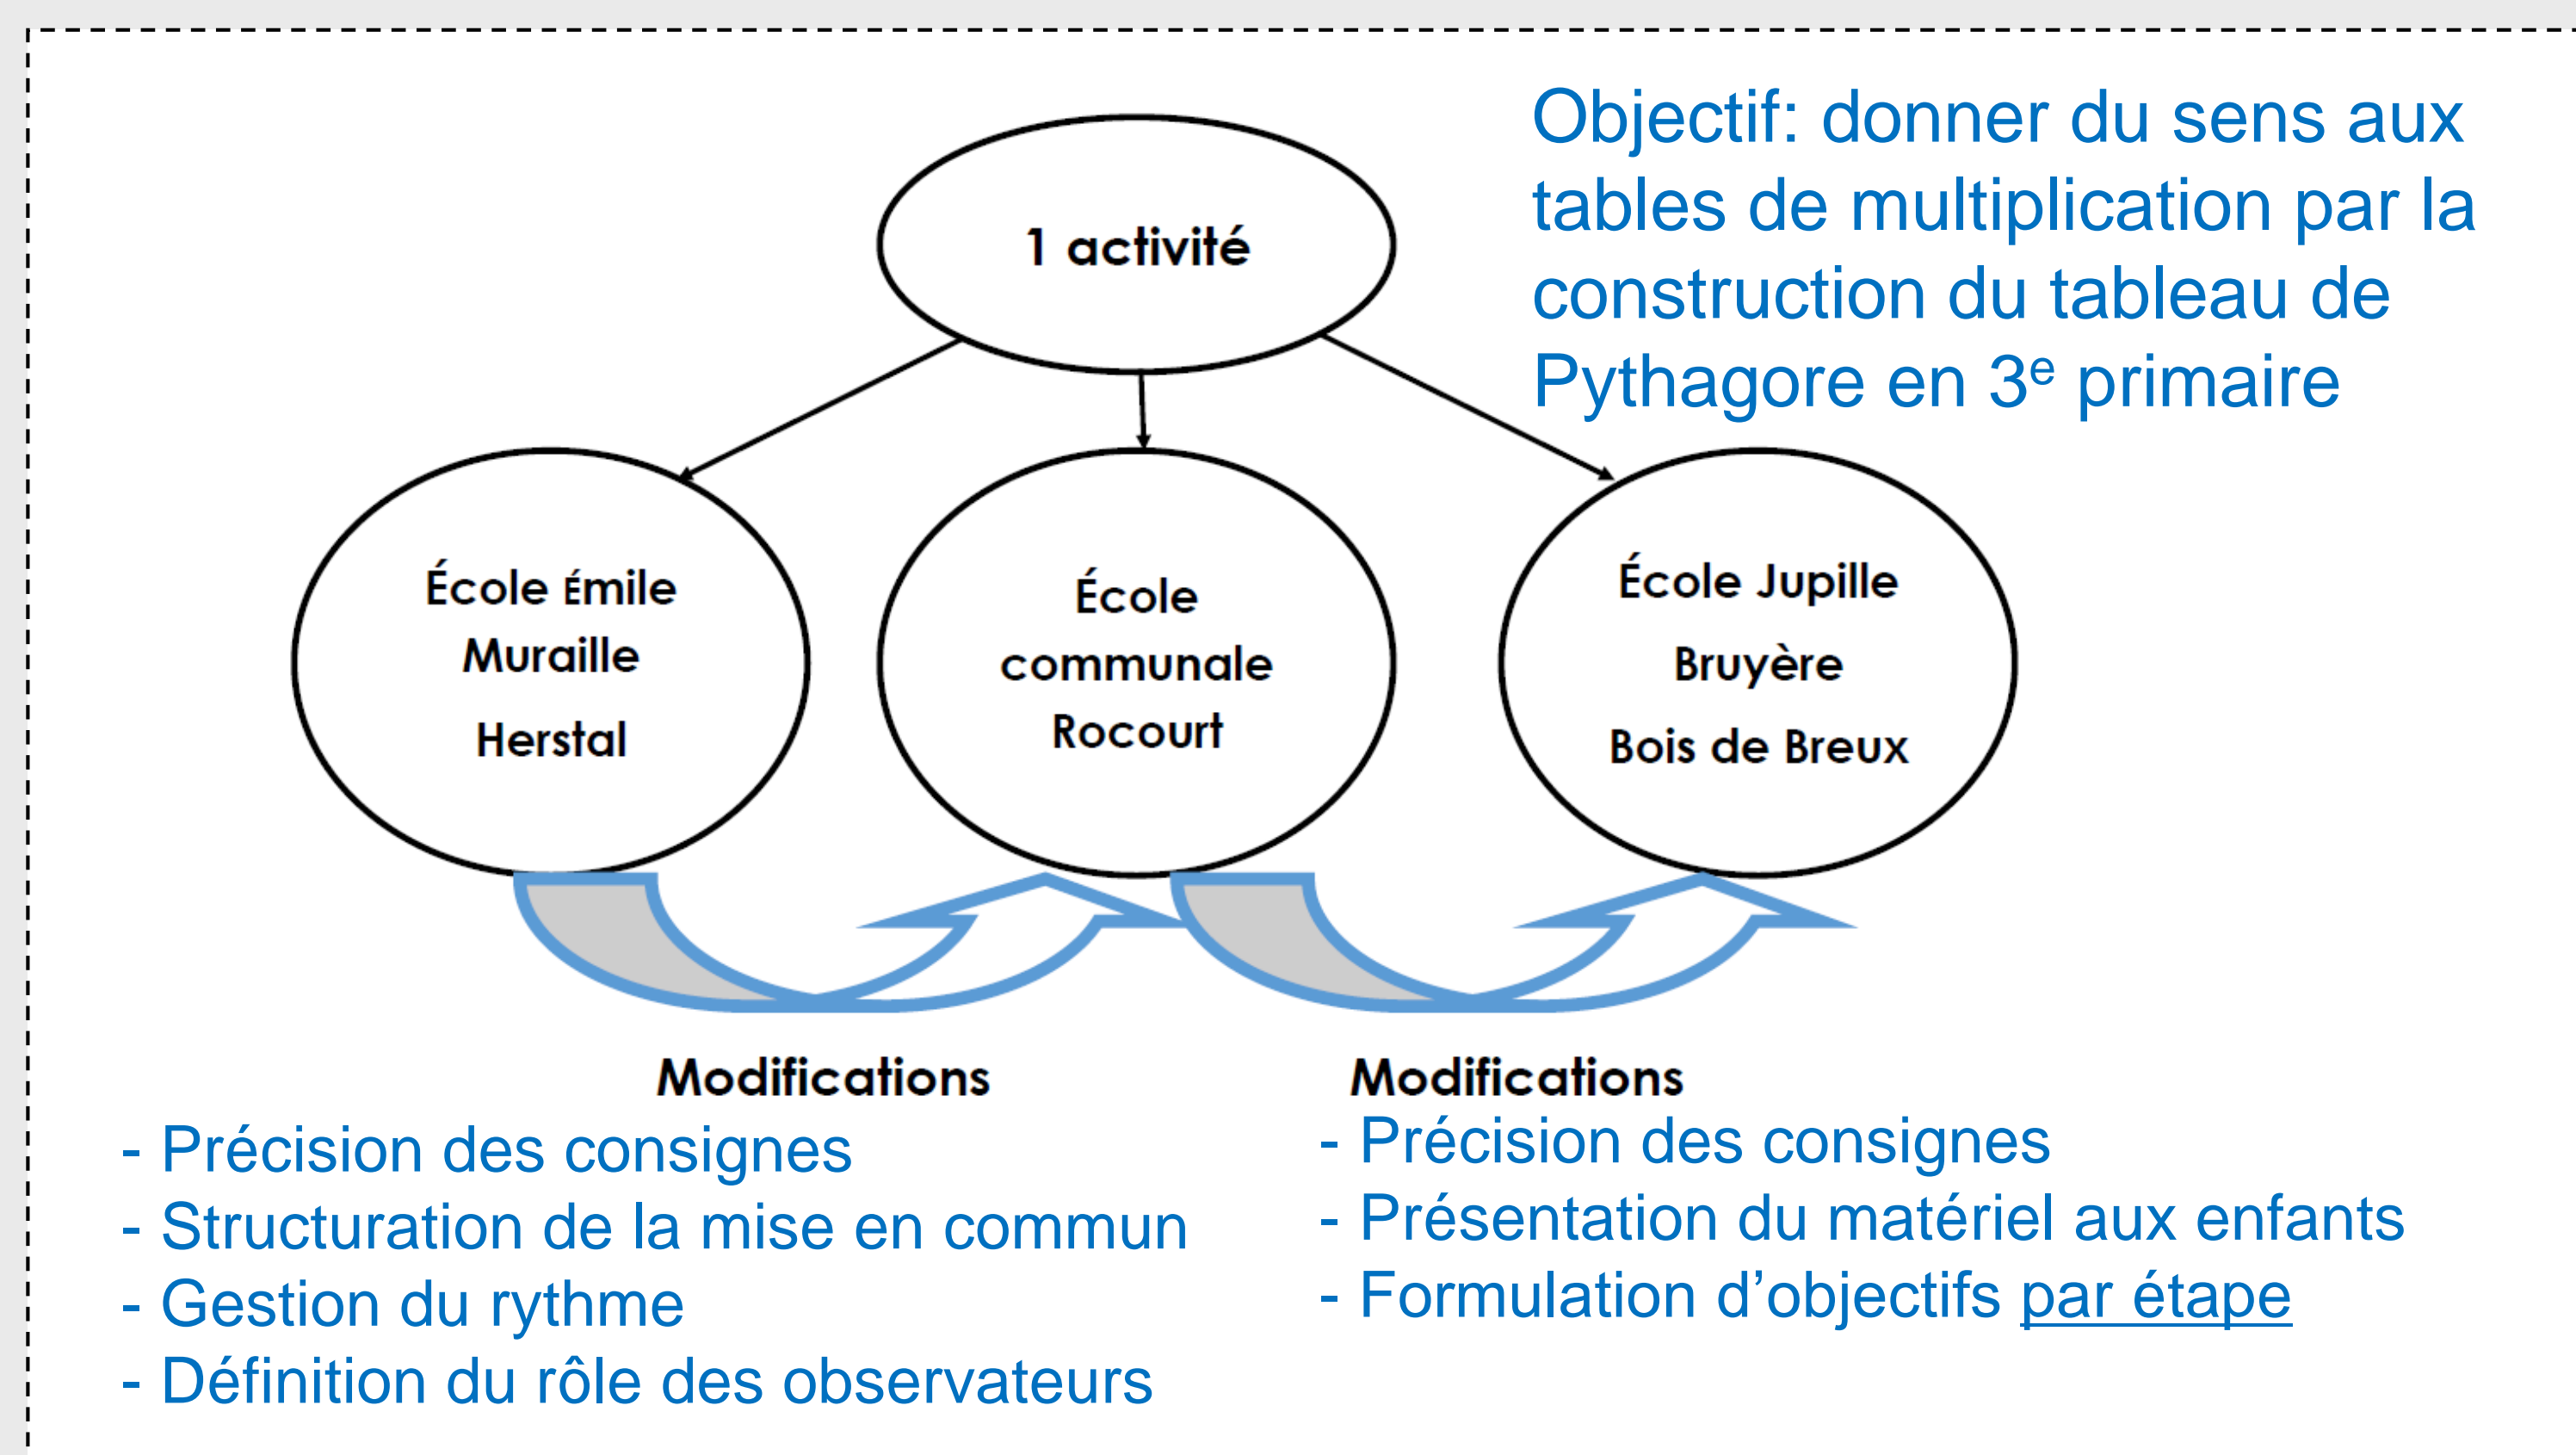 Objectif: donner du sens aux
tables de multiplication par la
construction du tableau de
Pythagore en 3e primaire
1 activité
École Émile
Muraille
Herstal
École
communale
Rocourt
École Jupille
Bruyère
Bois de Breux
Modifications
- Précision des consignes
- Structuration de la mise en commun
- Gestion du rythme
- Définition du rôle des observateurs
Modifications
- Précision des consignes
- Présentation du matériel aux enfants
- Formulation d’objectifs par étape